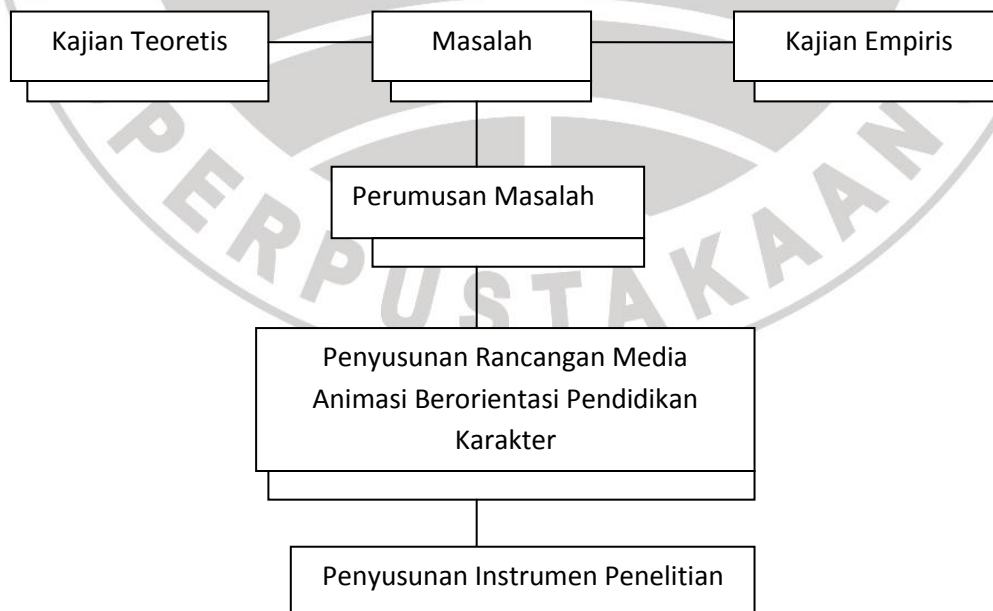 Kajian Teoretis
Masalah
Kajian Empiris
Perumusan Masalah
PERPUSTAKAAN
Penyusunan Rancangan Media
Animasi Berorientasi Pendidikan
Karakter
Penyusunan Instrumen Penelitian